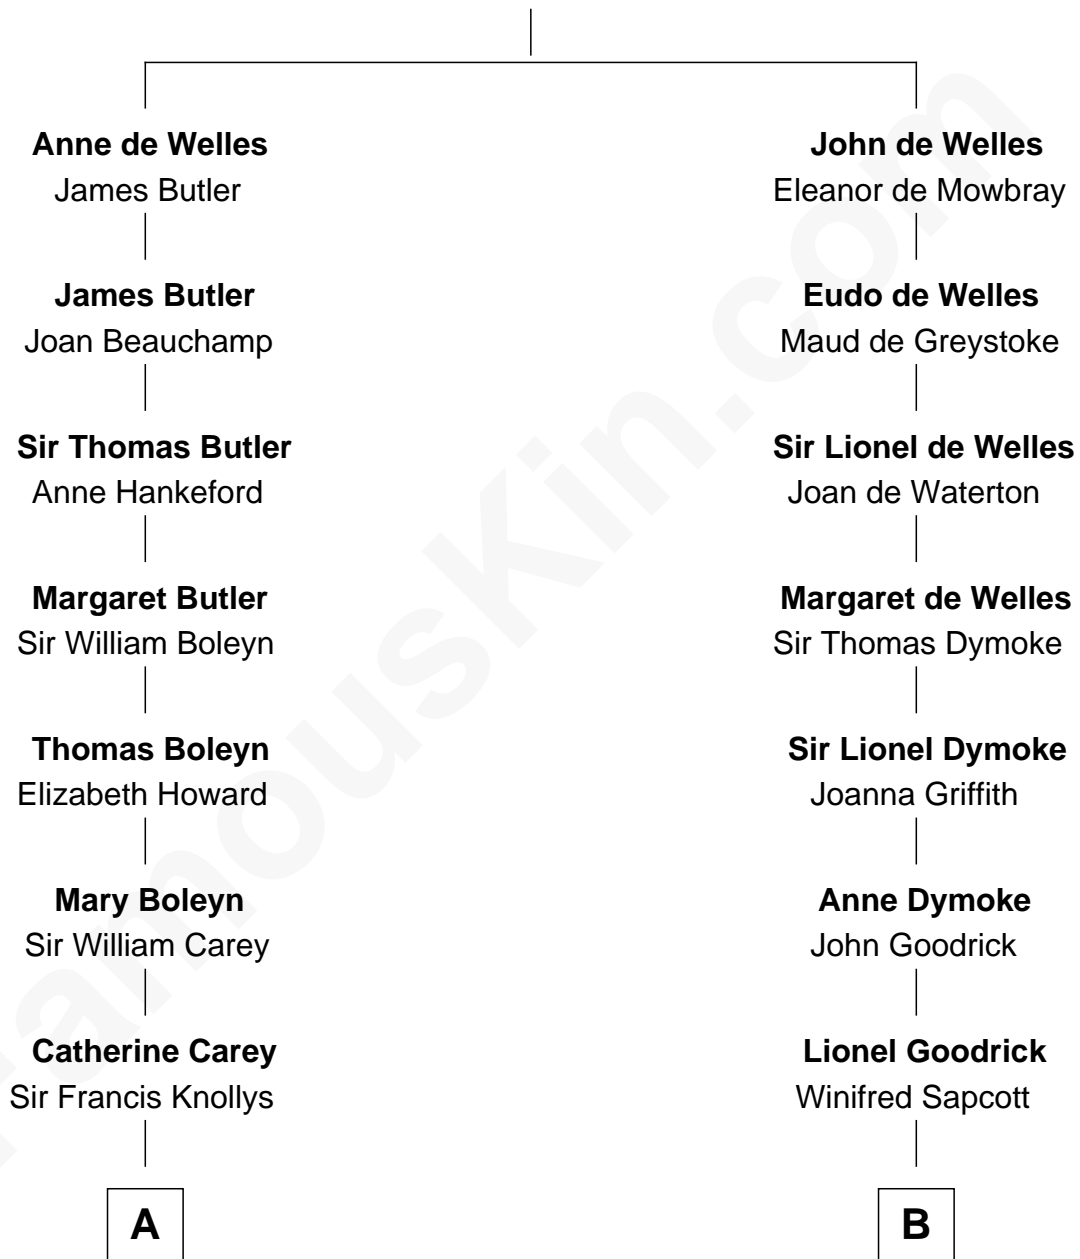 Anne de Welles
James Butler
James Butler
Joan Beauchamp
Sir Thomas Butler
Anne Hankeford
Margaret Butler
Sir William Boleyn
Thomas Boleyn
Elizabeth Howard
Mary Boleyn
Sir William Carey
Catherine Carey
Sir Francis Knollys
A
John de Welles
Eleanor de Mowbray
Eudo de Welles
Maud de Greystoke
Sir Lionel de Welles
Joan de Waterton
Margaret de Welles
Sir Thomas Dymoke
Sir Lionel Dymoke
Joanna Griffith
Anne Dymoke
John Goodrick
Lionel Goodrick
Winifred Sapcott
B
FamousKin.com